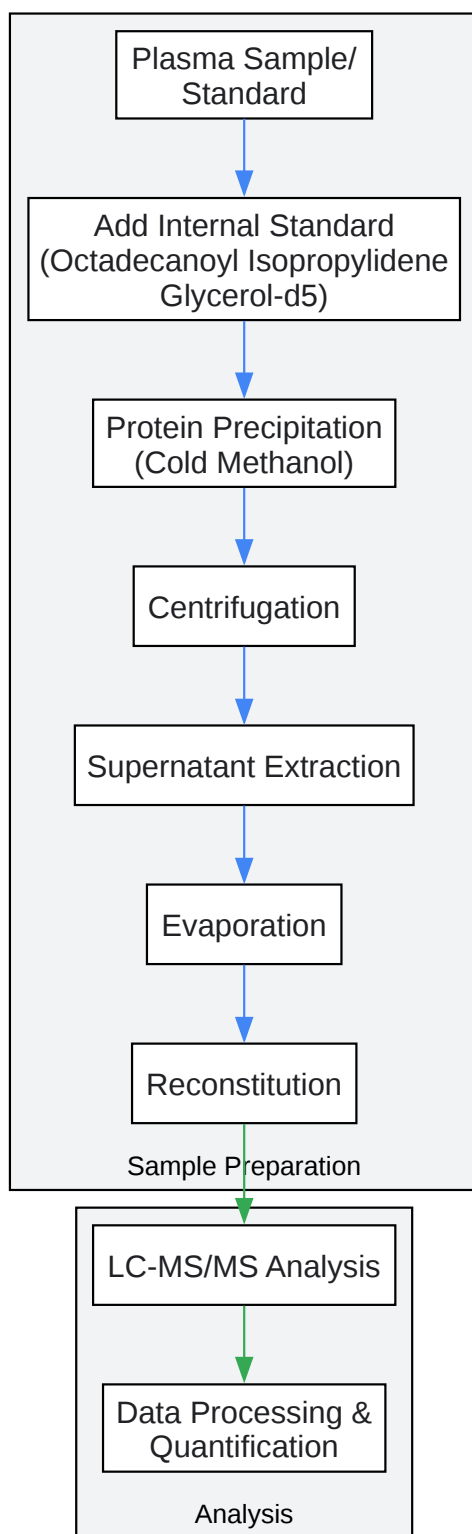 Plasma Sample/
Standard
Add Internal Standard
(Octadecanoyl Isopropylidene
Glycerol-d5)
Protein Precipitation
(Cold Methanol)
Centrifugation
Supernatant Extraction
Evaporation
Reconstitution
Sample Preparation
LC-MS/MS Analysis
Data Processing &
Quantification
Analysis